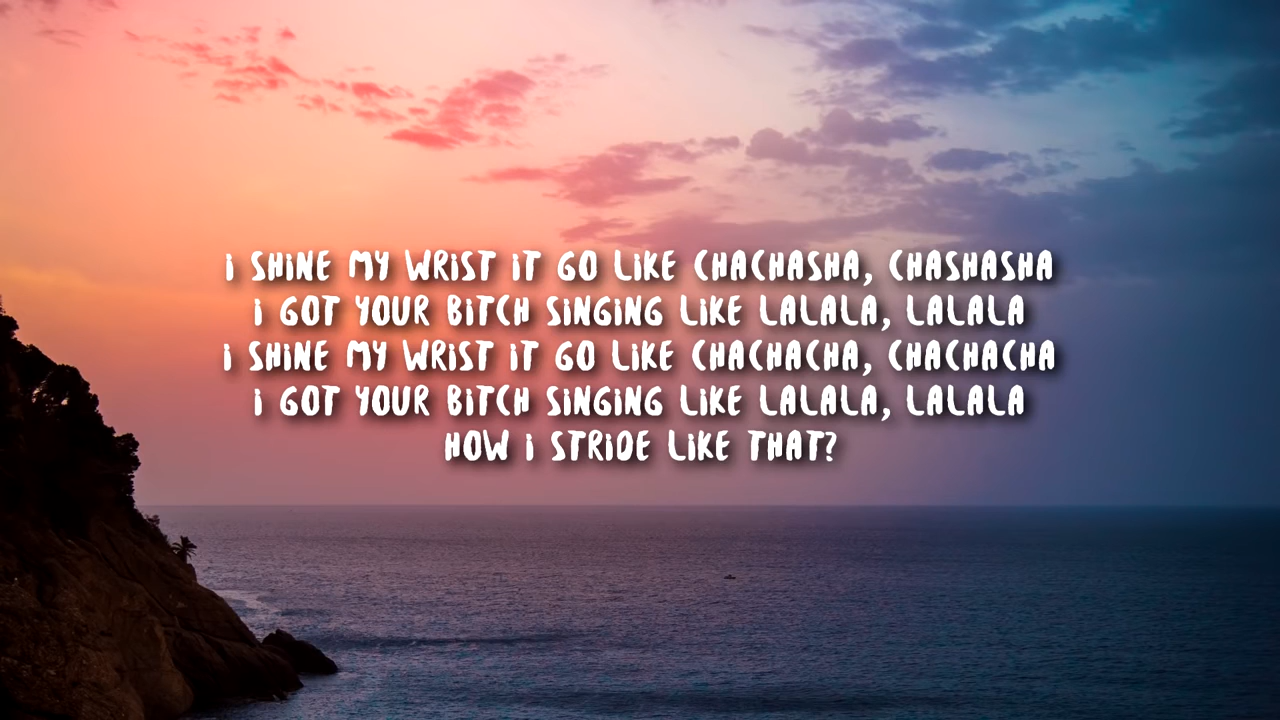 I SHINE MY WRIST IT GO LIKE CHACHASHA, CHASHASHA
I GOT YOUR BITCH SINGING LIKE LALALA, LALALA
I SHINE MY WRIST IT GO LIKE CHACHACHA, CHACHACHA
I GOT YOUR BITCH SINGING LIKE LALALA, LALALA
HOW I STRIDE LIKE THAT?